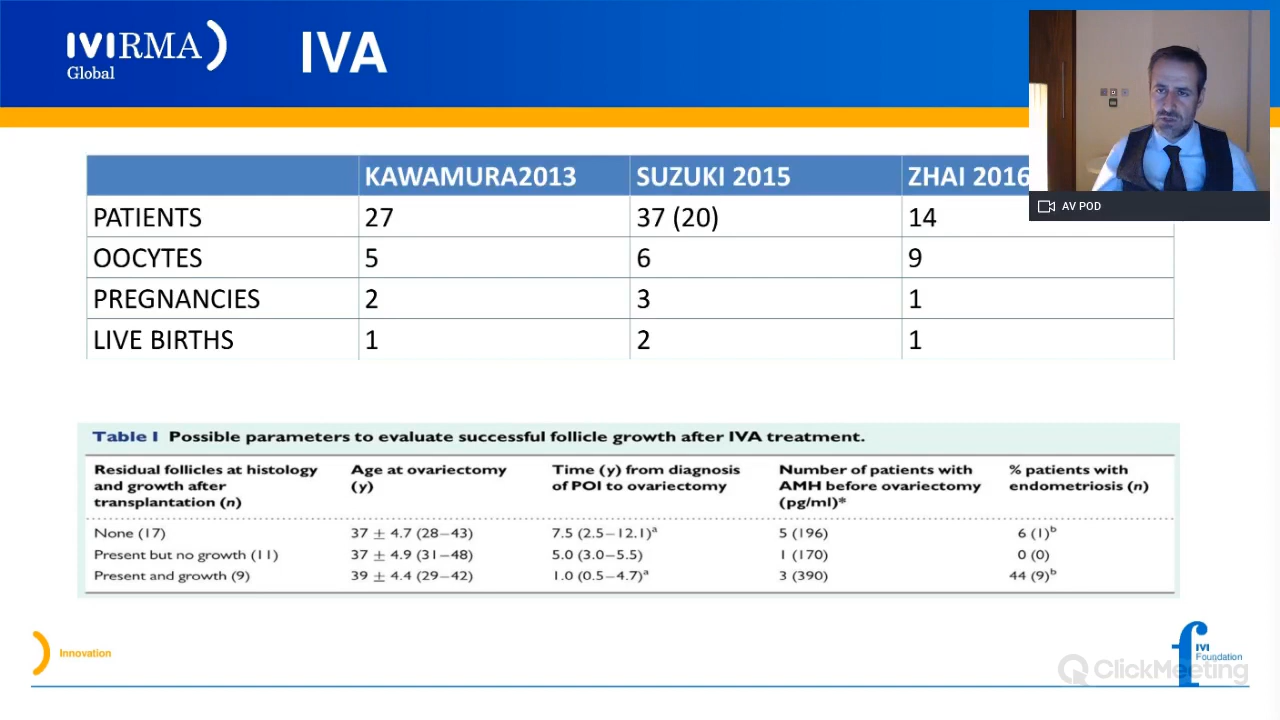 IVIRMA
Global
IVA
AV POD
KAWAMURA2013 SUZUKI 2015 ZHAI 2016
PATIENTS 27 37 (20) 14
OOCYTES 5 6 9
PREGNANCIES 2 3 1
LIVE BIRTHS 1 2 1
Table I Possible parameters to evaluate successful follicle growth after IVA treatment.
Residual follicles at histology and growth after transplantation (n) Age at ovariectomy (y) Time (y) from diagnosis of POI to ovariectomy Number of patients with AMH before ovariectomy (pg/ml)* % patients with endometriosis (n)
None (17) 37 ± 4.7 (28–43) 7.5 (2.5–12.1)ᵃ 5 (196) 6 (1)ᵇ
Present but no growth (11) 37 ± 4.9 (31–48) 5.0 (3.0–5.5) 1 (170) 0 (0)
Present and growth (9) 39 ± 4.4 (29–42) 1.0 (0.5–4.7)ᵃ 3 (390) 44 (9)ᵇ
Innovation
IVI
Foundation
ClickMeeting